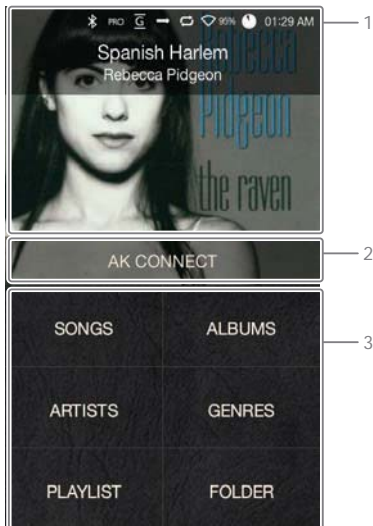 PRO G 95% 01:29 AM
1
Spanish Harlem
Rebecca Pidgeon
Rebecca
Pidgeon
the raven
AK CONNECT
2
SONGS ALBUMS
3
ARTISTS GENRES
PLAYLIST FOLDER